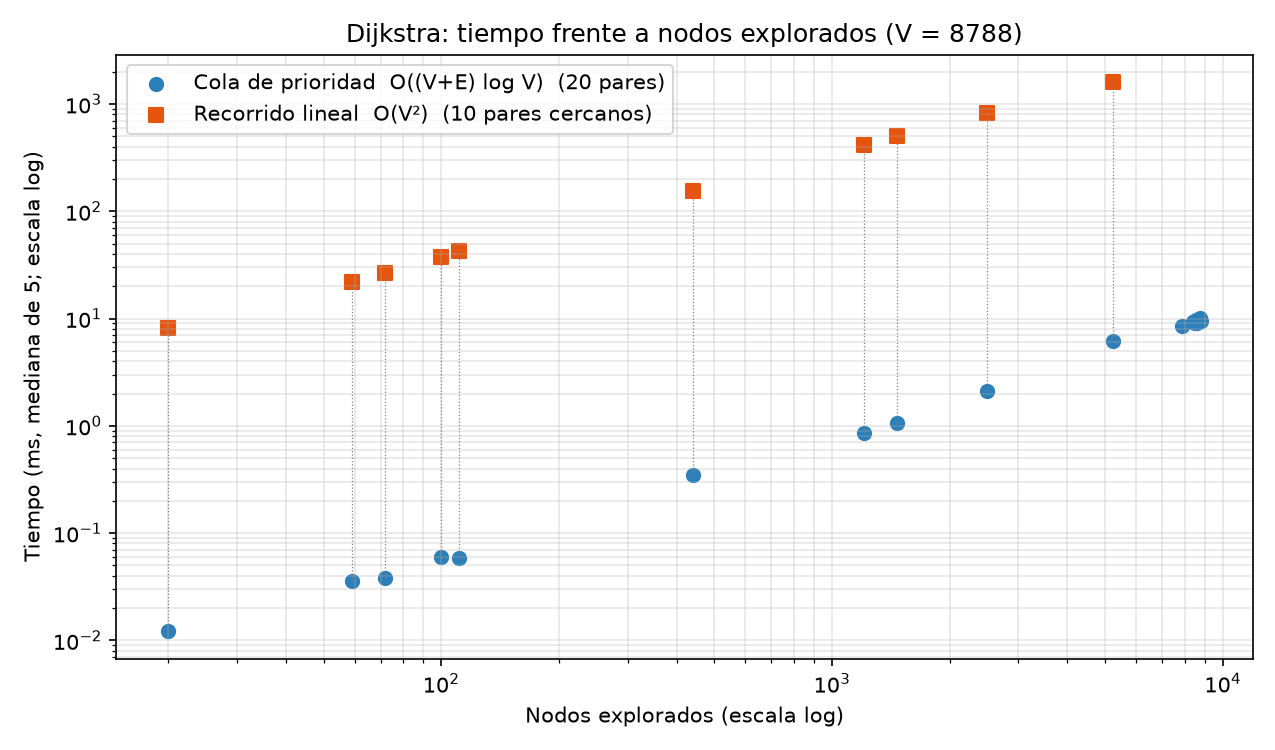 Dijkstra: tiempo frente a nodos explorados (V = 8788)
Cola de prioridad  O((V+E) log V)  (20 pares)
Recorrido lineal  O(V²)  (10 pares cercanos)
Tiempo (ms, mediana de 5; escala log)
10³
10²
10¹
10⁰
10⁻¹
10⁻²
10²
10³
10⁴
Nodos explorados (escala log)